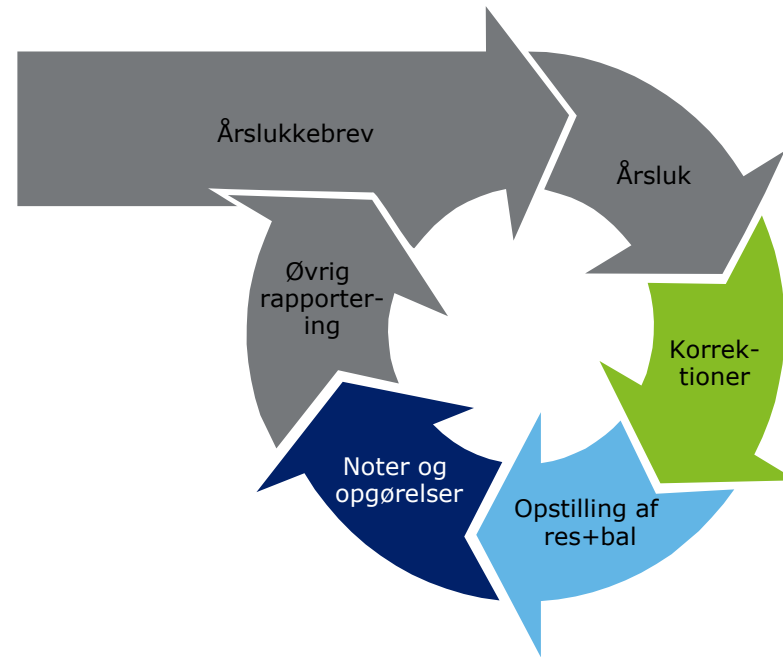 Årslukkebrev
Årsluk
Korrek-
tioner
Opstilling af
res+bal
Noter og
opgørelser
Øvrig
rapporter-
ing